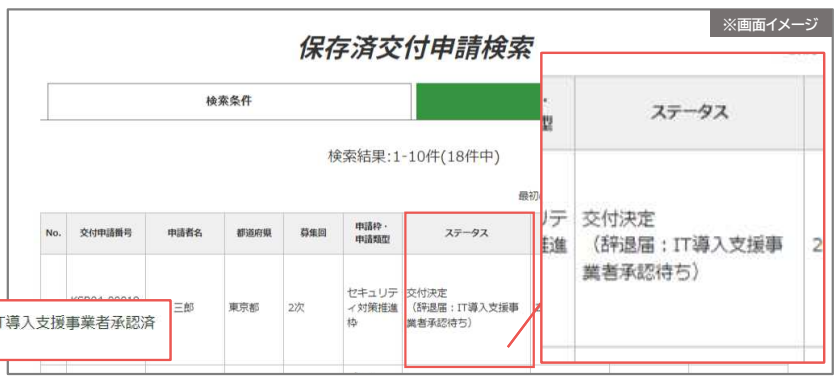 ※画面イメージ
保存済交付申請検索
検索条件
検索結果:1-10件(18件中)
最初
No.
交付申請番号
申請者名
都道府県
募集回
申請枠・
申請類型
ステータス
三郎
東京都
2次
セキュリテ
ィ対策推進
枠
交付決定
（辞退届：IT導入支援事
業者承認待ち）
IT導入支援事業者承認済
・
型
ステータス
リテ
進
交付決定
（辞退届：IT導入支援事
業者承認待ち）
2